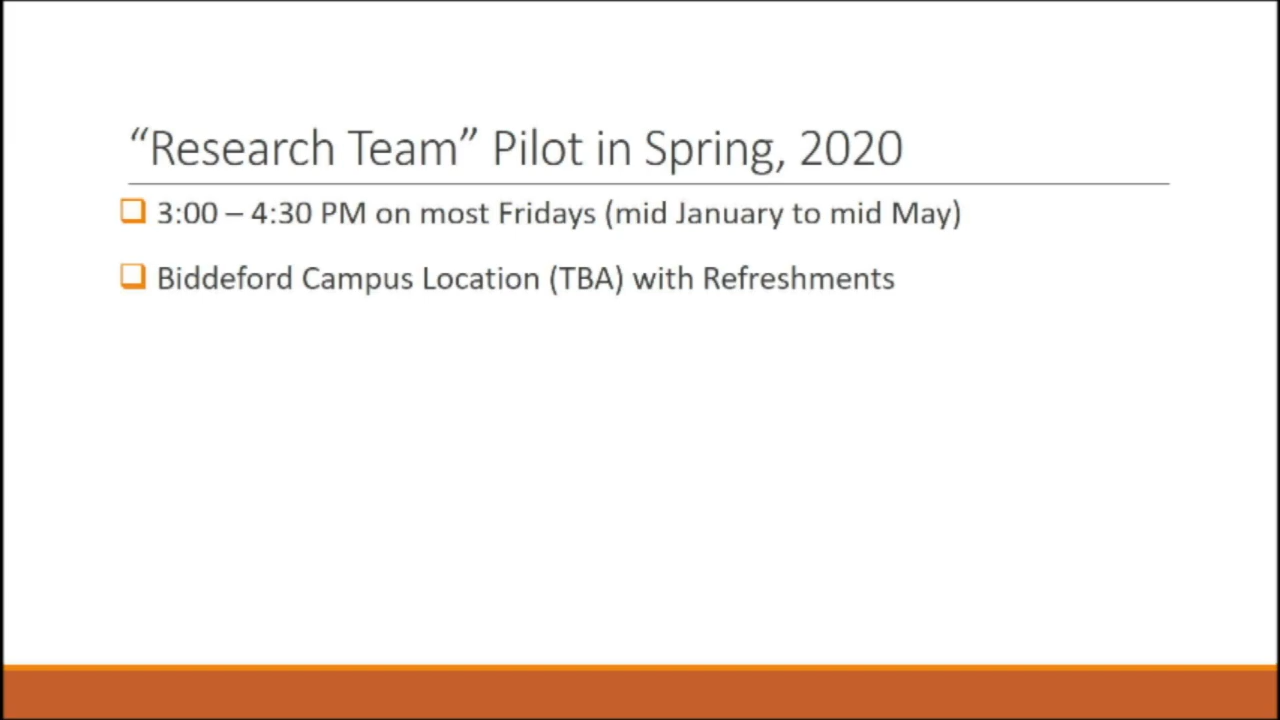 “Research Team” Pilot in Spring, 2020
3:00 – 4:30 PM on most Fridays (mid January to mid May)
Biddeford Campus Location (TBA) with Refreshments